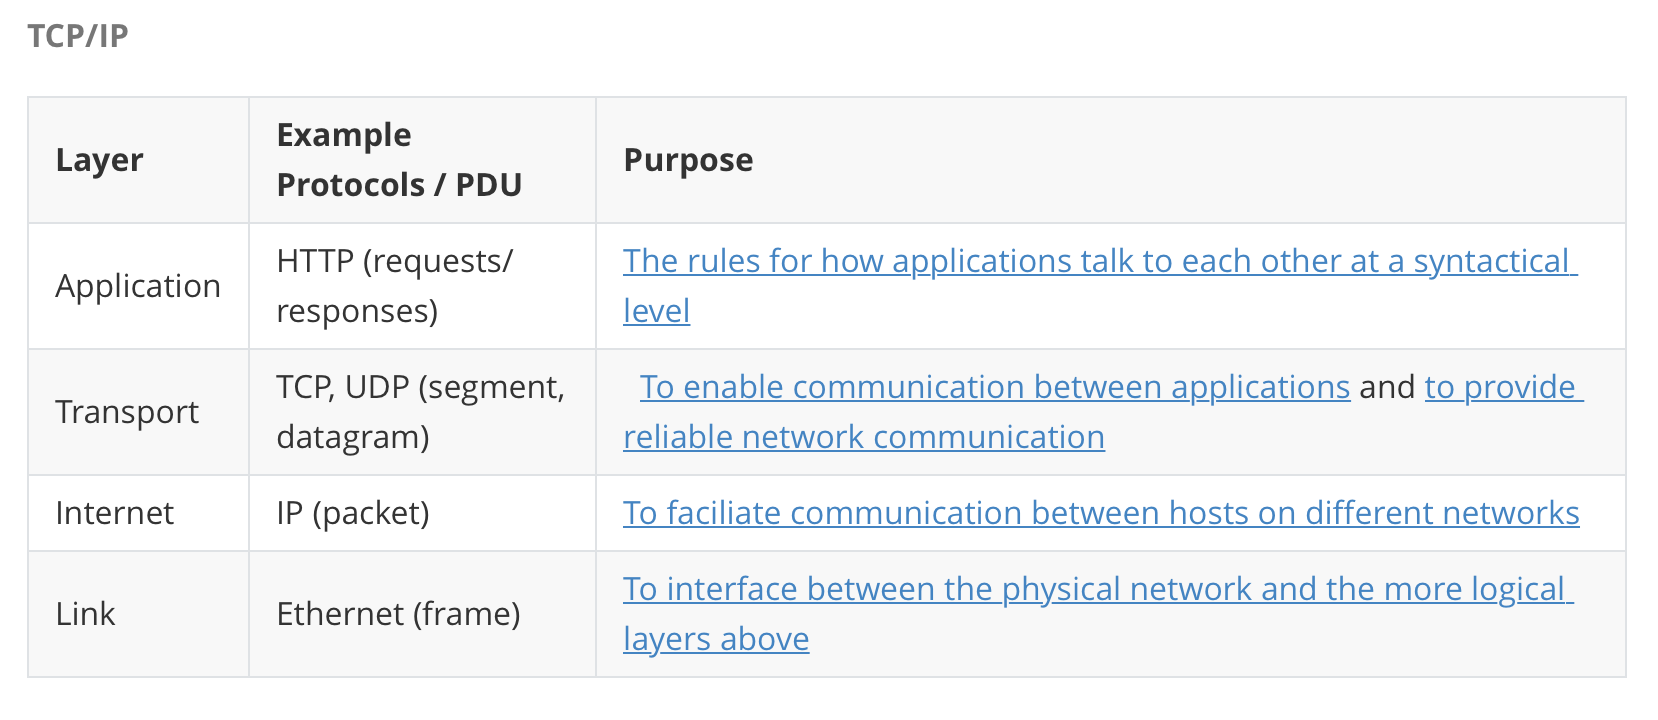 TCP/IP
Layer
Example
Protocols / PDU
Purpose
Application
HTTP (requests/
responses)
The rules for how applications talk to each other at a syntactical
level
Transport
TCP, UDP (segment,
datagram)
To enable communication between applications and to provide
reliable network communication
Internet
IP (packet)
To faciliate communication between hosts on different networks
Link
Ethernet (frame)
To interface between the physical network and the more logical
layers above